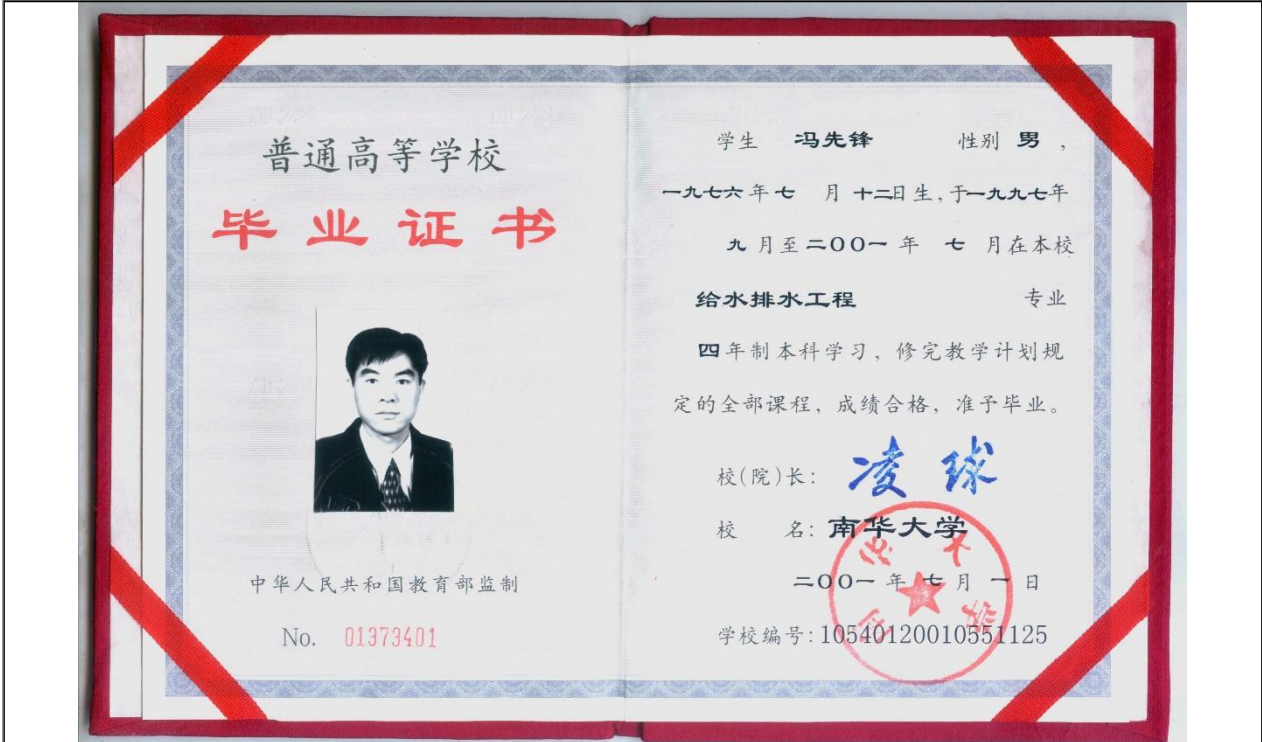 普通高等学校
毕业证书
中华人民共和国教育部监制
No. 01373401
学生 冯先锋 性别 男，
一九七六年七 月 十二日生，于一九九七年
九 月至二〇〇一 年 七 月在本校
给水排水工程 专业
四年制本科学习，修完教学计划规
定的全部课程，成绩合格，准予毕业。
校(院)长：凌球
校 名：南华大学
二〇〇一 年 七 月 一 日
学校编号：10540120010551125